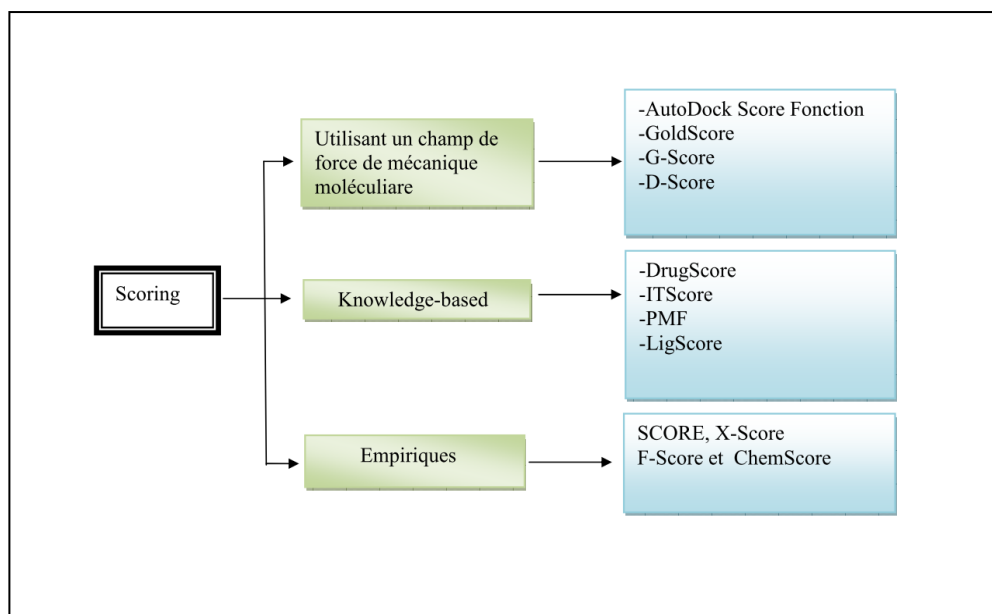 Scoring
Utilisant un champ de
force de mécanique
moléculiare
-AutoDock Score Fonction
-GoldScore
-G-Score
-D-Score
Knowledge-based
-DrugScore
-ITScore
-PMF
-LigScore
Empiriques
SCORE, X-Score
F-Score et ChemScore